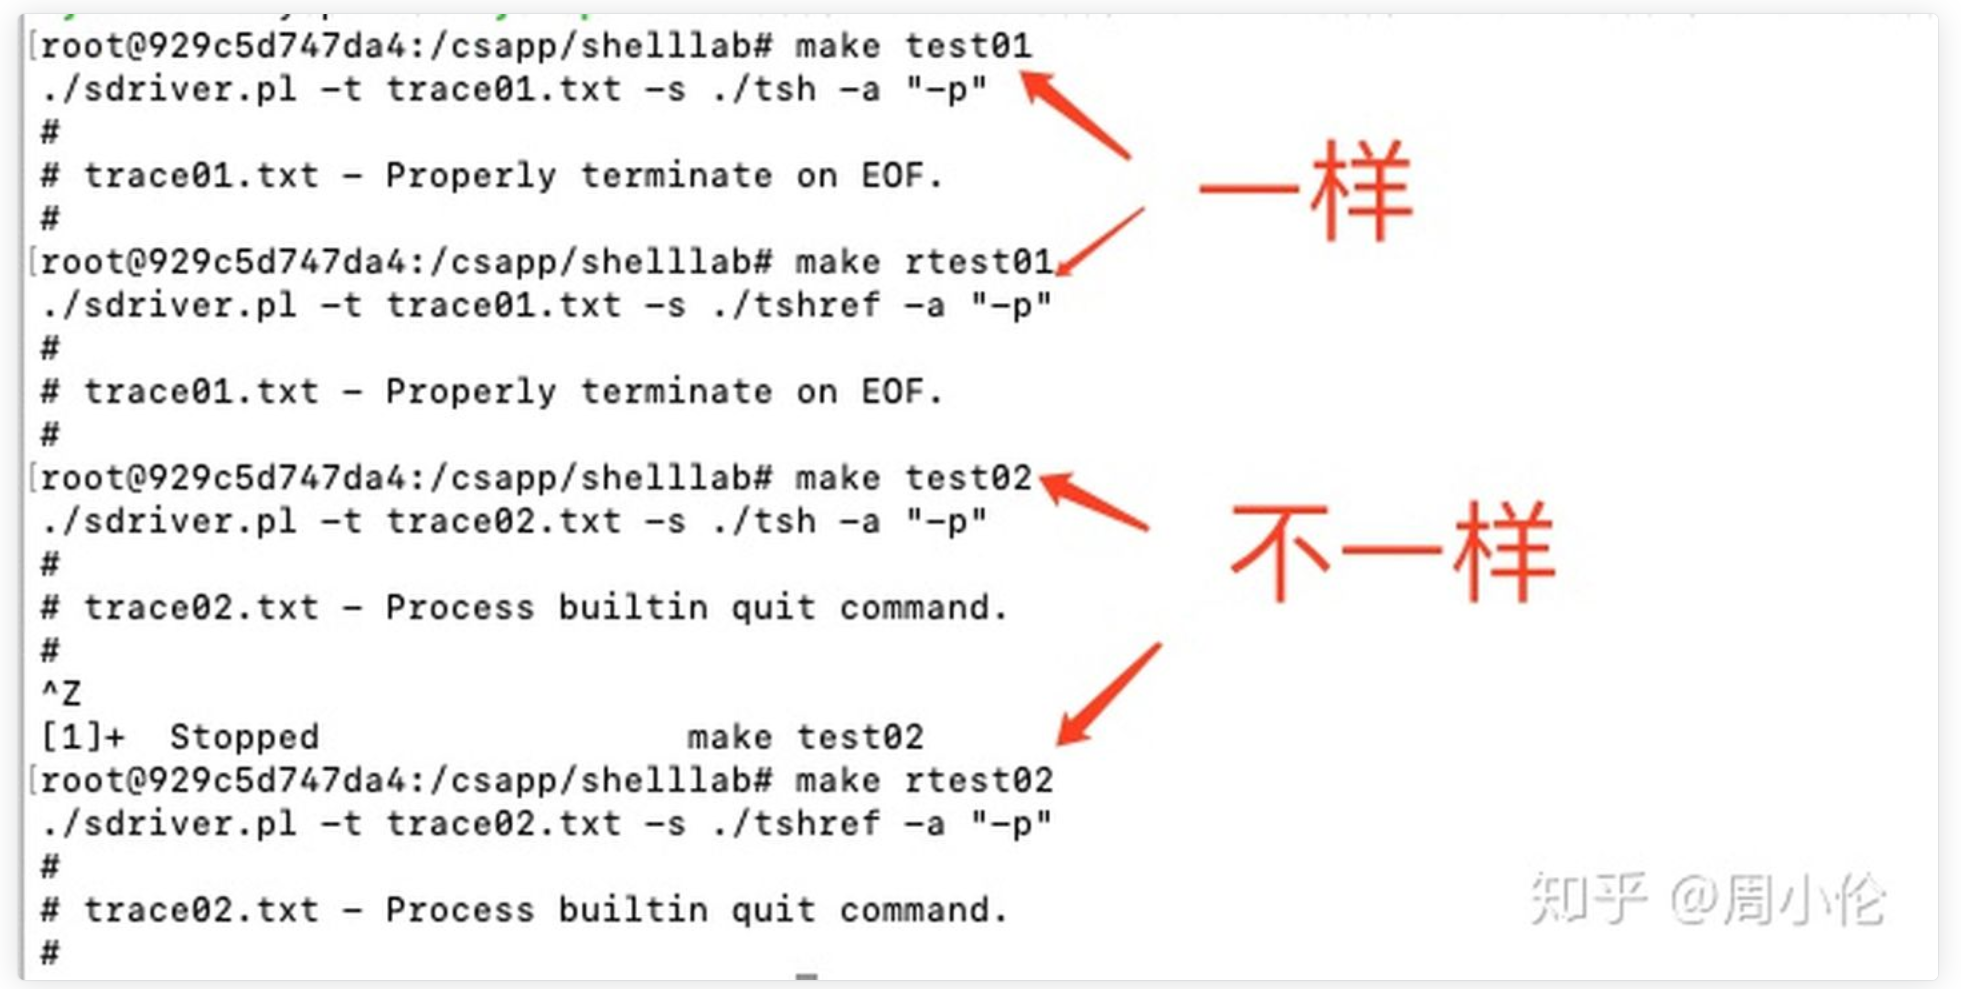 [root@929c5d747da4:/csapp/shelllab# make test01
./sdriver.pl -t trace01.txt -s ./tsh -a "-p"
#
# trace01.txt - Properly terminate on EOF.
#
一样
[root@929c5d747da4:/csapp/shelllab# make rtest01
./sdriver.pl -t trace01.txt -s ./tshref -a "-p"
#
# trace01.txt - Properly terminate on EOF.
#
[root@929c5d747da4:/csapp/shelllab# make test02
./sdriver.pl -t trace02.txt -s ./tsh -a "-p"
#
不一样
# trace02.txt - Process builtin quit command.
#
^Z
[1]+  Stopped                 make test02
[root@929c5d747da4:/csapp/shelllab# make rtest02
./sdriver.pl -t trace02.txt -s ./tshref -a "-p"
#
# trace02.txt - Process builtin quit command.
#
知乎 @周小伦